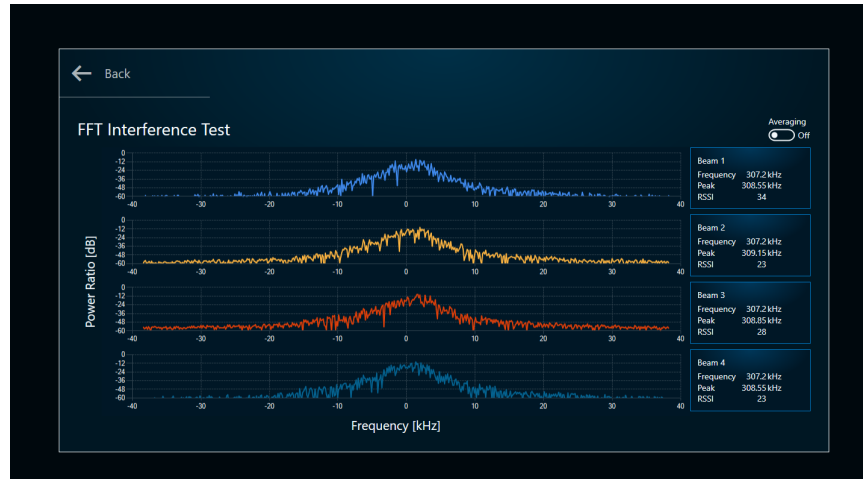 Back
FFT Interference Test
Averaging
Off
Power Ratio [dB]
0
-12
-24
-36
-48
-60
-40 -30 -20 -10 0 10 20 30 40
Beam 1
Frequency 307.2 kHz
Peak 308.55 kHz
RSSI 34
0
-12
-24
-36
-48
-60
-40 -30 -20 -10 0 10 20 30 40
Beam 2
Frequency 307.2 kHz
Peak 309.15 kHz
RSSI 23
0
-12
-24
-36
-48
-60
-40 -30 -20 -10 0 10 20 30 40
Beam 3
Frequency 307.2 kHz
Peak 308.85 kHz
RSSI 28
0
-12
-24
-36
-48
-60
-40 -30 -20 -10 0 10 20 30 40
Beam 4
Frequency 307.2 kHz
Peak 308.55 kHz
RSSI 23
Frequency [kHz]